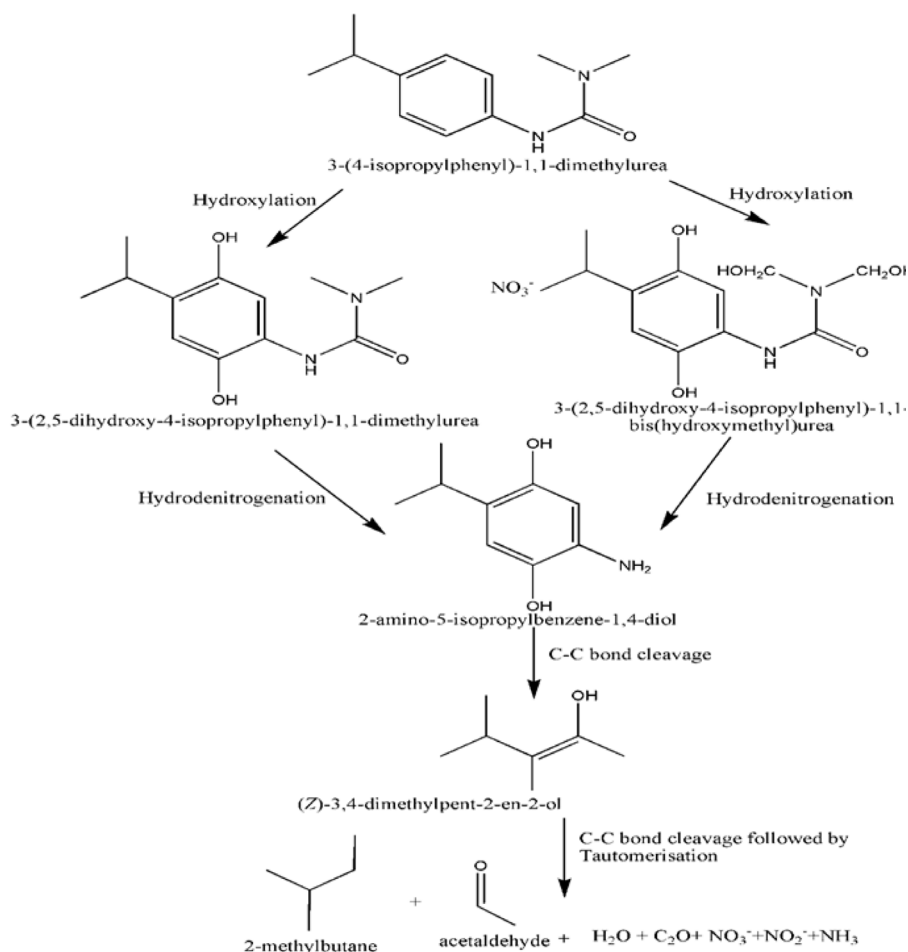 N
N
H
O
3-(4-isopropylphenyl)-1,1-dimethylurea
Hydroxylation
Hydroxylation
OH
N
N
H
O
OH
3-(2,5-dihydroxy-4-isopropylphenyl)-1,1-dimethylurea
NO₃⁻
OH
HOH₂C
CH₂OH
N
N
H
O
OH
3-(2,5-dihydroxy-4-isopropylphenyl)-1,1-
bis(hydroxymethyl)urea
Hydrodenitrogenation
Hydrodenitrogenation
OH
NH₂
OH
2-amino-5-isopropylbenzene-1,4-diol
C-C bond cleavage
OH
(Z)-3,4-dimethylpent-2-en-2-ol
C-C bond cleavage followed by
Tautomerisation
2-methylbutane
+
O
acetaldehyde
+ H₂O + C₂O+ NO₃⁻+NO₂⁻+NH₃